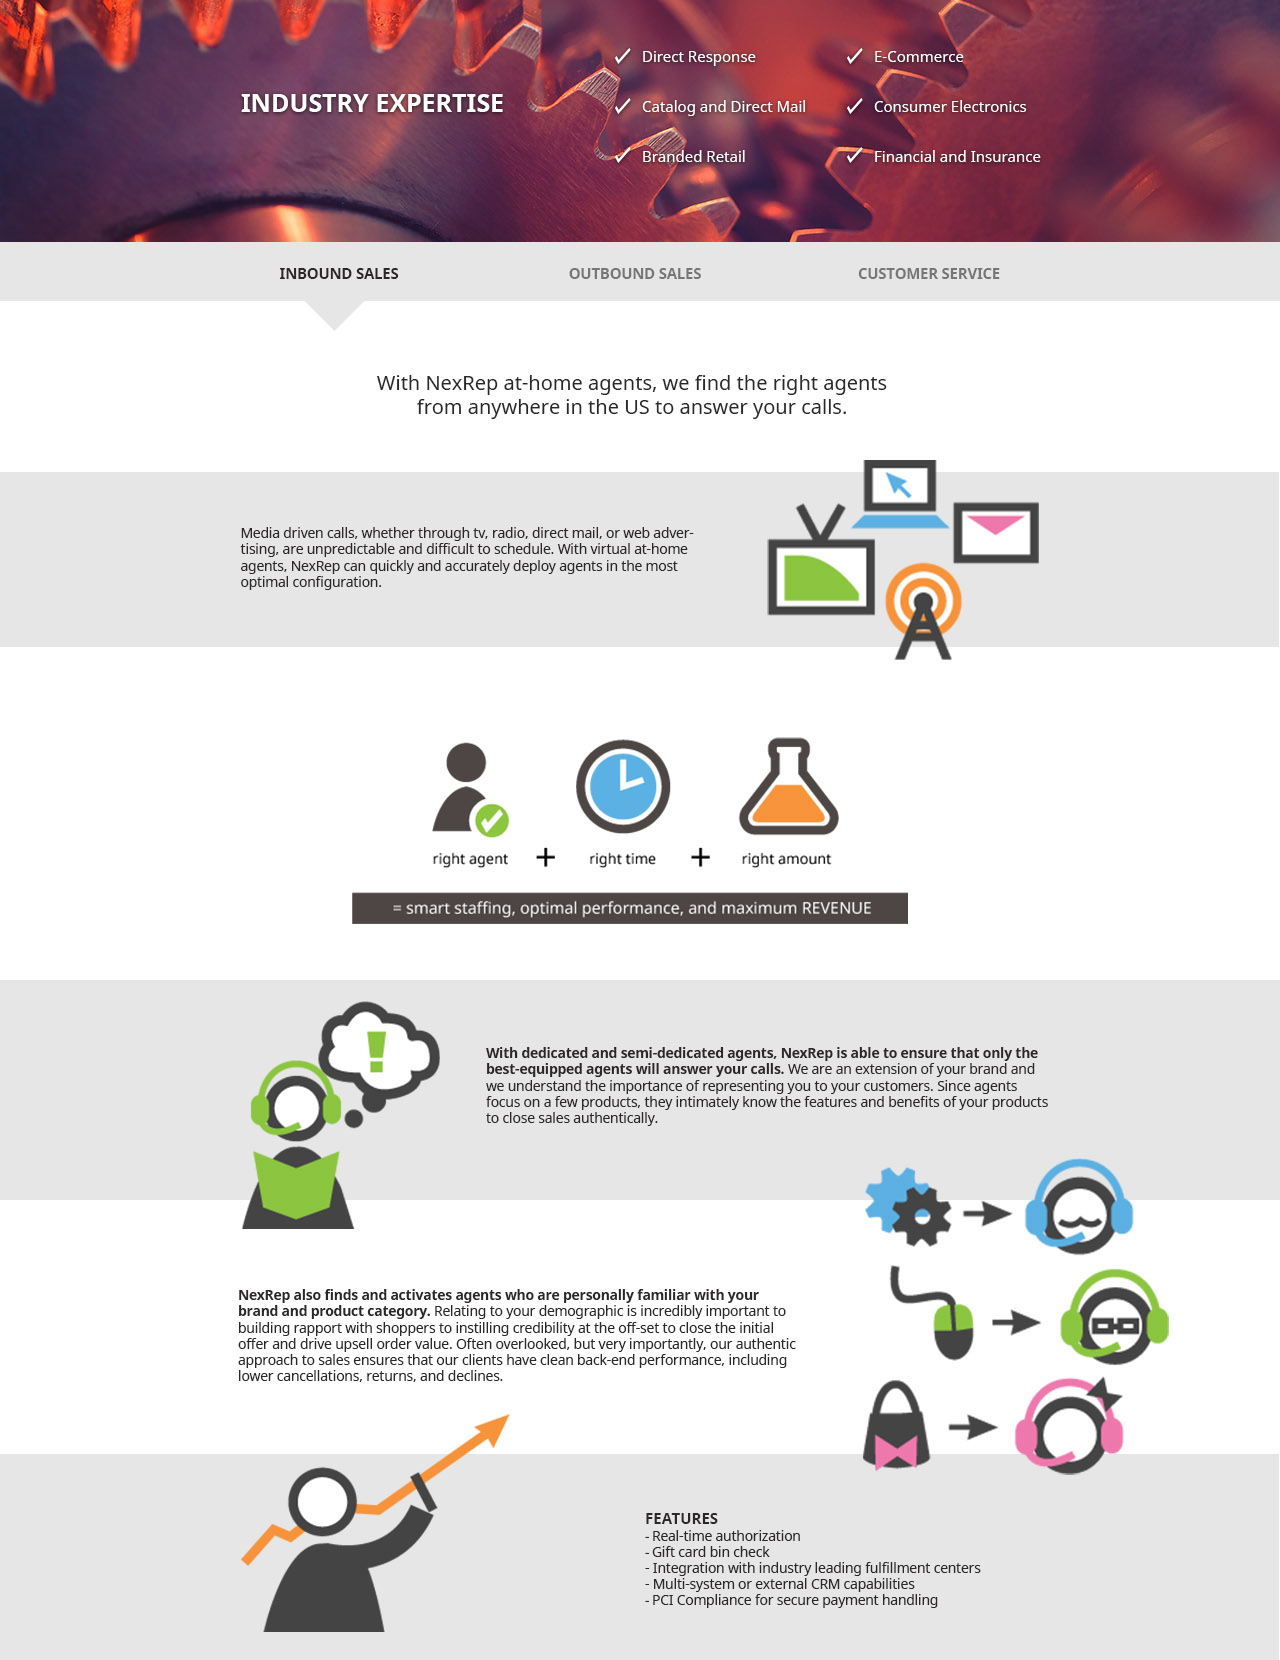 INDUSTRY EXPERTISE
Direct Response
E-Commerce
Catalog and Direct Mail
Consumer Electronics
Branded Retail
Financial and Insurance
INBOUND SALES
OUTBOUND SALES
CUSTOMER SERVICE
With NexRep at-home agents, we find the right agents
from anywhere in the US to answer your calls.
Media driven calls, whether through tv, radio, direct mail, or web adver-
tising, are unpredictable and difficult to schedule. With virtual at-home
agents, NexRep can quickly and accurately deploy agents in the most
optimal configuration.
right agent + right time + right amount
= smart staffing, optimal performance, and maximum REVENUE
!
With dedicated and semi-dedicated agents, NexRep is able to ensure that only the
best-equipped agents will answer your calls. We are an extension of your brand and
we understand the importance of representing you to your customers. Since agents
focus on a few products, they intimately know the features and benefits of your products
to close sales authentically.
NexRep also finds and activates agents who are personally familiar with your
brand and product category. Relating to your demographic is incredibly important to
building rapport with shoppers to instilling credibility at the off-set to close the initial
offer and drive upsell order value. Often overlooked, but very importantly, our authentic
approach to sales ensures that our clients have clean back-end performance, including
lower cancellations, returns, and declines.
FEATURES
- Real-time authorization
- Gift card bin check
- Integration with industry leading fulfillment centers
- Multi-system or external CRM capabilities
- PCI Compliance for secure payment handling